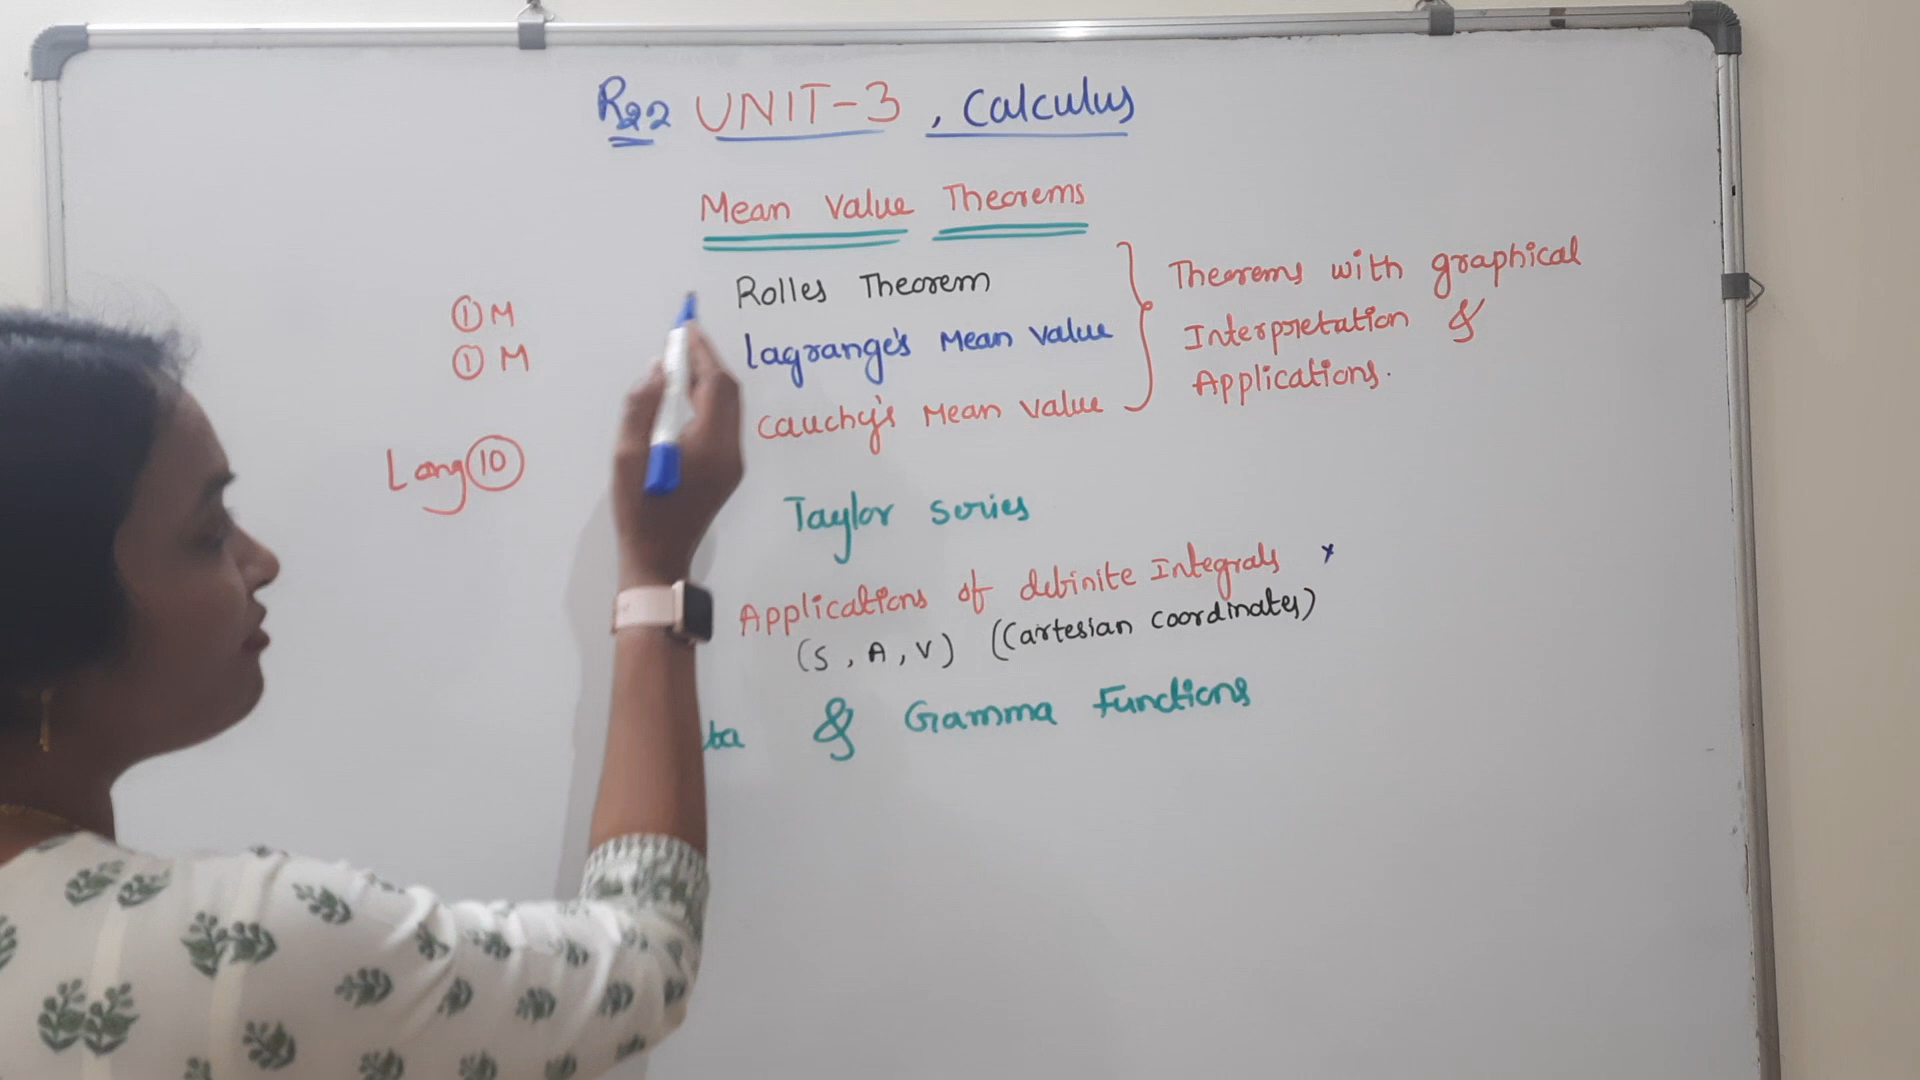 R22 UNIT-3, Calculus
Mean Value Theorems
Rolles Theorem
Lagrange's Mean Value
Cauchy's Mean Value
Theorems with graphical
Interpretation &
Applications.
① M
① M
Long ⑩
Taylor series
Applications of definite Integrals *
(S, A, V) (Cartesian coordinates)
ta & Gamma Functions